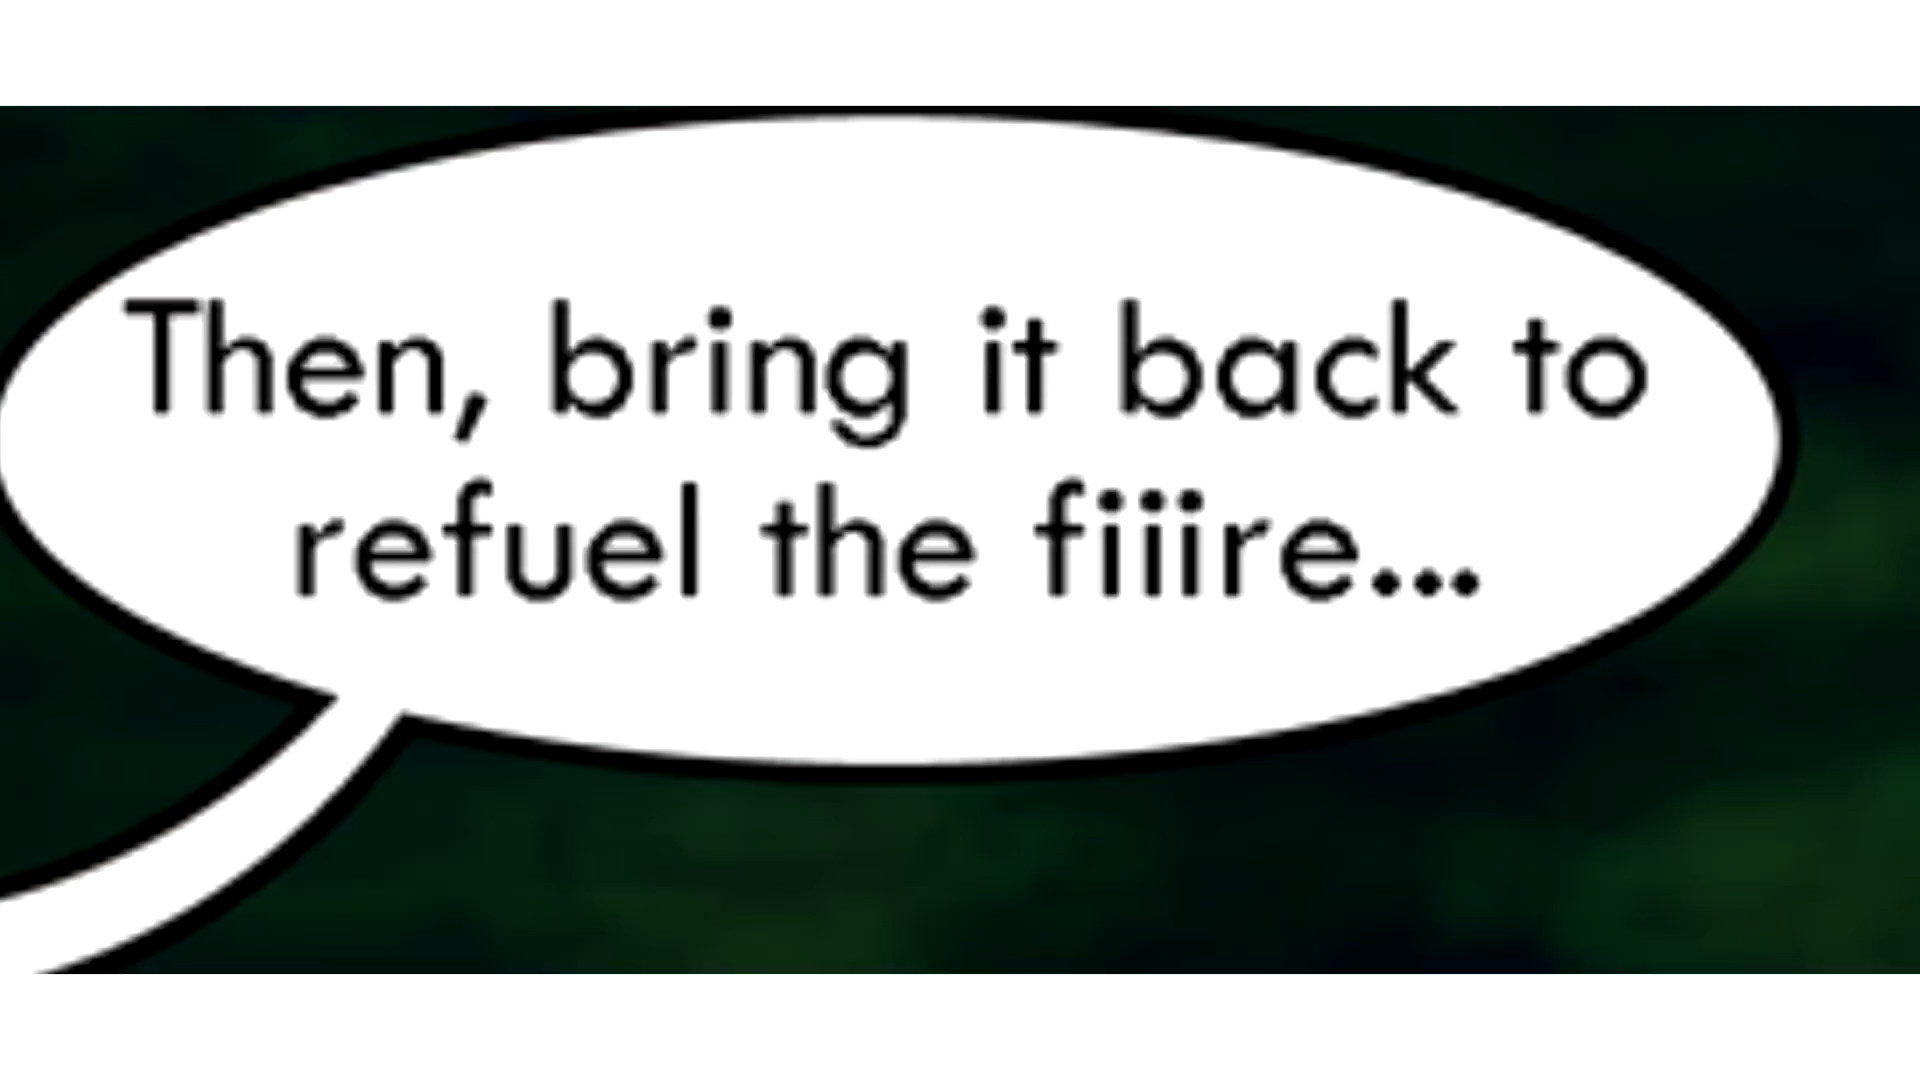 Then, bring it back to
refuel the fiiire...